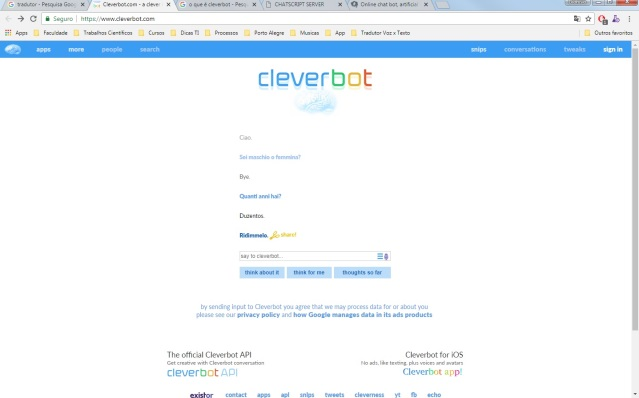 tradutor - Pesquisa Goog
Cleverbot.com - a clever
o que é cleverbot - Pesq
CHATSCRIPT SERVER
Online chat bot, artificia
Seguro https://www.cleverbot.com
Apps Faculdade Trabalhos Científicos Cursos Dicas TI Processos Porto Alegre Musicas App Tradutor Voz x Texto Outros favoritos
apps more people search snips conversations tweaks sign in
cleverbot
Ciao.
Sei maschio o femmina?
Bye.
Quanti anni hai?
Duzentos.
Ridimmelo. share!
say to cleverbot...
think about it think for me thoughts so far
by sending input to Cleverbot you agree that we may process data for or about you
please see our privacy policy and how Google manages data in its ads products
The official Cleverbot API
Get creative with Cleverbot conversation.
cleverbot API
Cleverbot for iOS
No ads, like texting, plus voices and avatars
Cleverbot app!
existor contact apps api snips tweets cleverness yt fb echo